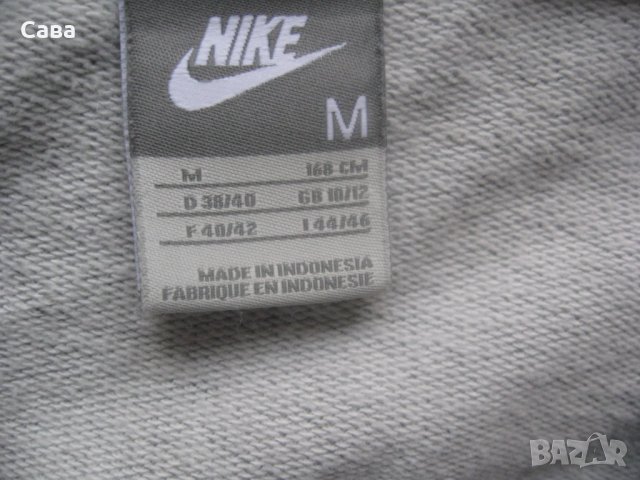 Сава
NIKE
M
M 168 CM
D 38/40 GB 10/12
F 40/42 I 44/46
MADE IN INDONESIA
FABRIQUE EN INDONESIE
BAZAR